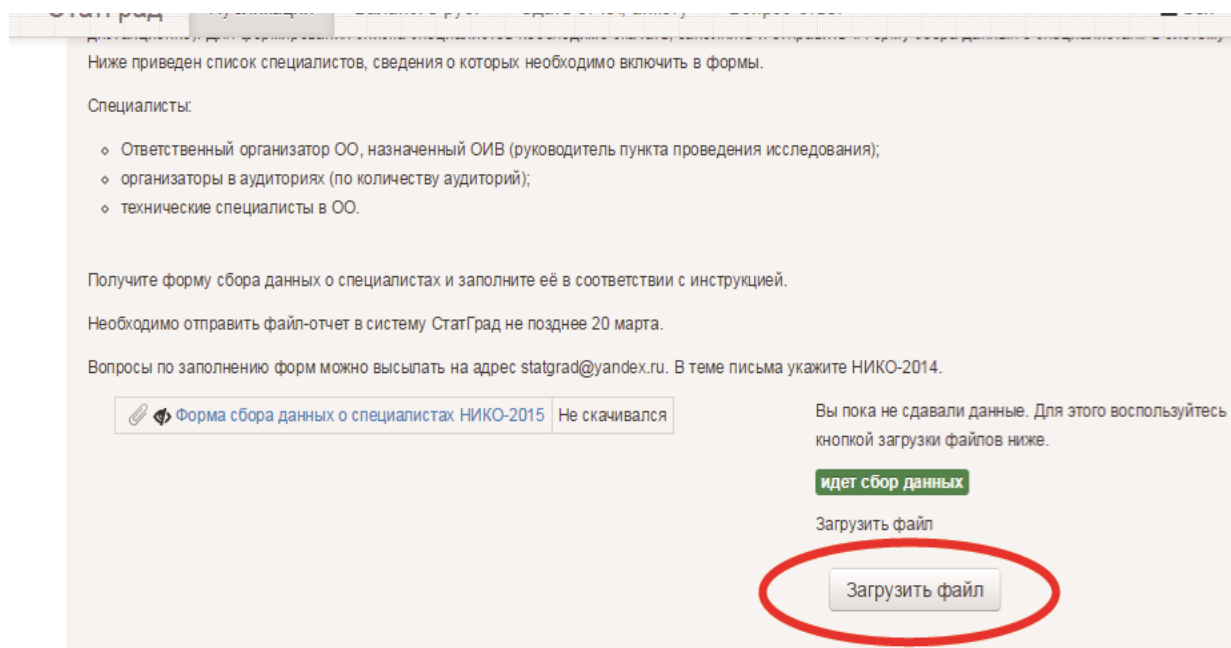 Ниже приведен список специалистов, сведения о которых необходимо включить в формы.
Специалисты:
Ответственный организатор ОО, назначенный ОИВ (руководитель пункта проведения исследования);
организаторы в аудиториях (по количеству аудиторий);
технические специалисты в ОО.
Получите форму сбора данных о специалистах и заполните её в соответствии с инструкцией.
Необходимо отправить файл-отчет в систему СтатГрад не позднее 20 марта.
Вопросы по заполнению форм можно высылать на адрес statgrad@yandex.ru. В теме письма укажите НИКО-2014.
Форма сбора данных о специалистах НИКО-2015 Не скачивался
Вы пока не сдавали данные. Для этого воспользуйтесь
кнопкой загрузки файлов ниже.
идет сбор данных
Загрузить файл
Загрузить файл